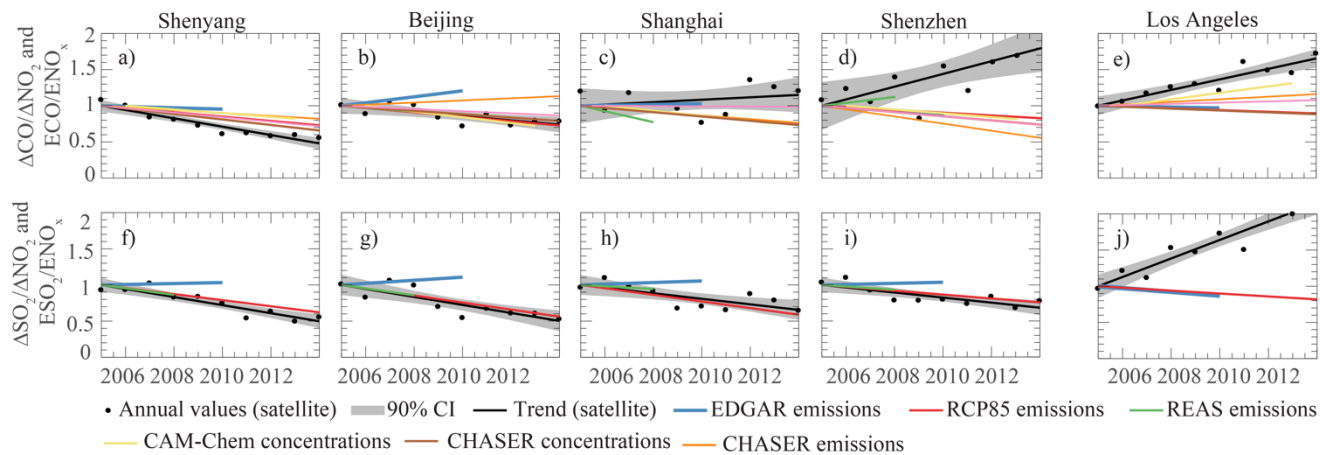 Shenyang Beijing Shanghai Shenzhen Los Angeles
ΔCO/ΔNO₂ and
ECO/ENOₓ
2
1.5
1
0.5
0
a) b) c) d) e)
ΔSO₂/ΔNO₂ and
ESO₂/ENOₓ
2
1.5
1
0.5
0
f) g) h) i) j)
2006 2008 2010 2012 2006 2008 2010 2012 2006 2008 2010 2012 2006 2008 2010 2012 2006 2008 2010 2012
Annual values (satellite) 90% CI Trend (satellite) EDGAR emissions RCP85 emissions REAS emissions
CAM-Chem concentrations CHASER concentrations CHASER emissions